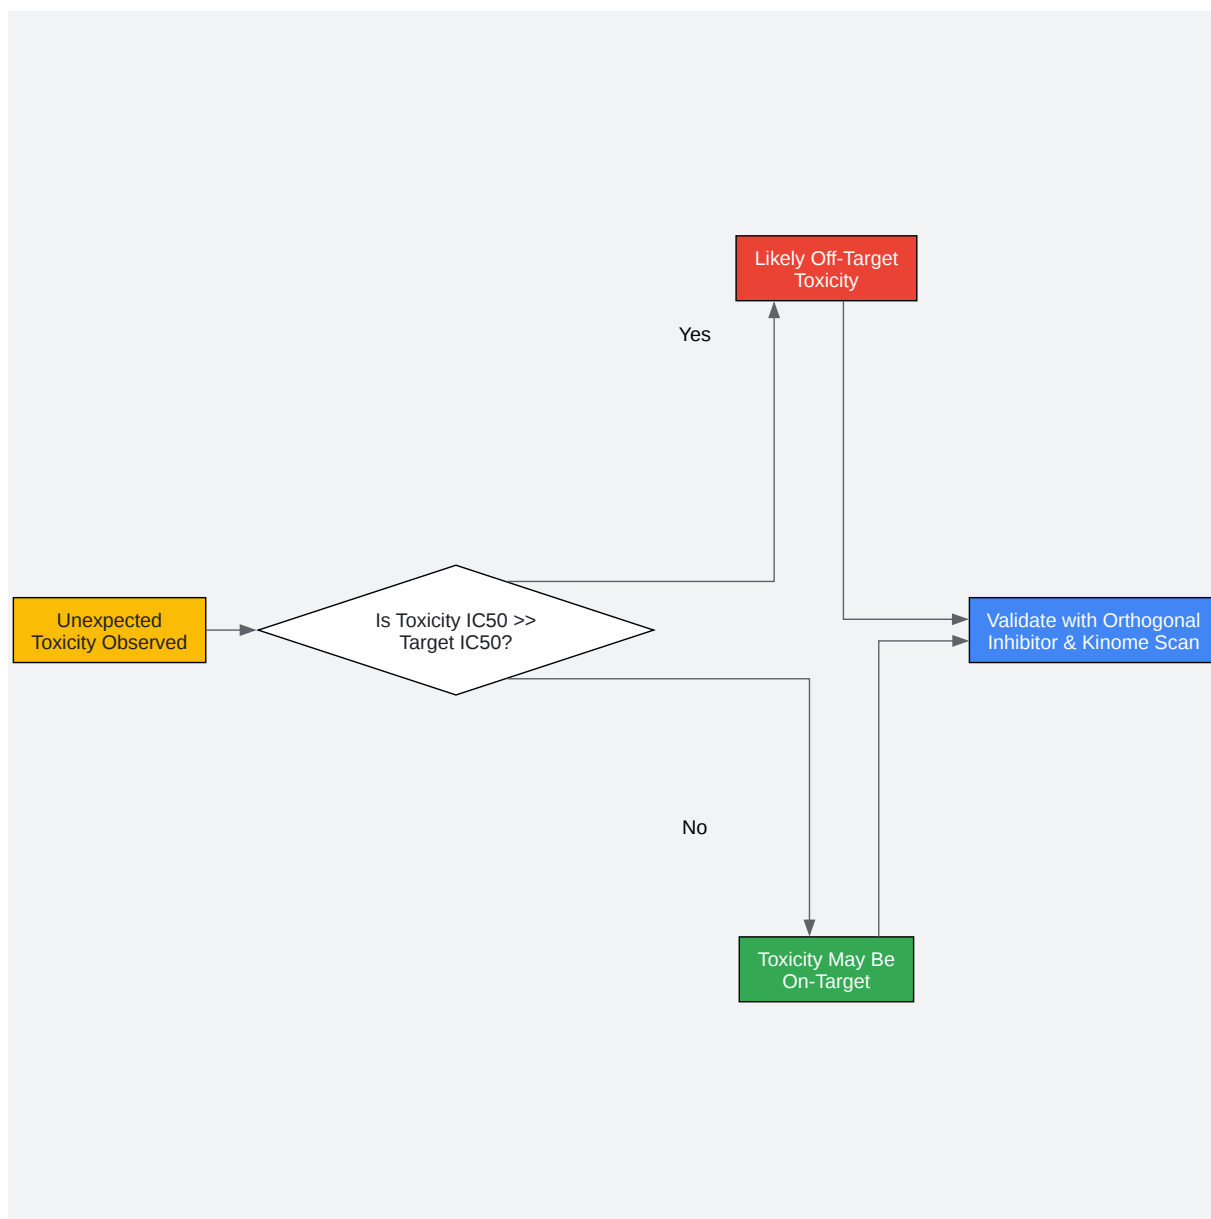 Unexpected
Toxicity Observed
Is Toxicity IC50 >>
Target IC50?
Yes
Likely Off-Target
Toxicity
No
Toxicity May Be
On-Target
Validate with Orthogonal
Inhibitor & Kinome Scan